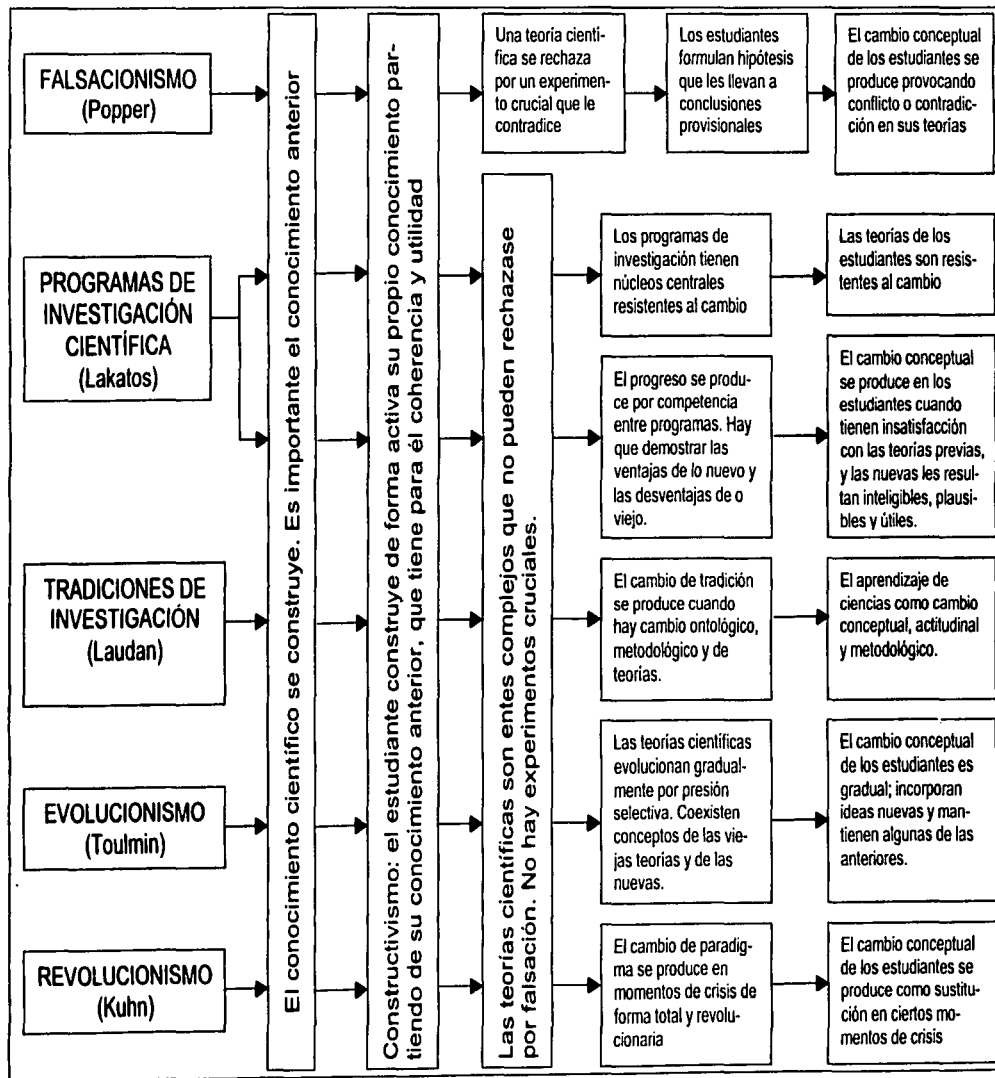 FALSACIONISMO
(Popper)
El conocimiento científico se construye. Es importante el conocimiento anterior
Constructivismo: el estudiante construye de forma activa su propio conocimiento par-
tiendo de su conocimiento anterior, que tiene para él coherencia y utilidad
Una teoría cientí-
fica se rechaza
por un experimen-
to crucial que le
contradice
Los estudiantes
formulan hipótesis
que les llevan a
conclusiones
provisionales
El cambio conceptual
de los estudiantes se
produce provocando
conflicto o contradic-
ción en sus teorías
Las teorías científicas son entes complejos que no pueden rechazase
por falsación. No hay experimentos cruciales.
PROGRAMAS DE
INVESTIGACIÓN
CIENTÍFICA
(Lakatos)
Los programas de
investigación tienen
núcleos centrales
resistentes al cambio
Las teorías de los
estudiantes son resis-
tentes al cambio
El progreso se produ-
ce por competencia
entre programas. Hay
que demostrar las
ventajas de lo nuevo y
las desventajas de o
viejo.
El cambio conceptual
se produce en los
estudiantes cuando
tienen insatisfacción
con las teorías previas,
y las nuevas les resul-
tan inteligibles, plausi-
bles y útiles.
TRADICIONES DE
INVESTIGACIÓN
(Laudan)
El cambio de tradición
se produce cuando
hay cambio ontológico,
metodológico y de
teorías.
El aprendizaje de
ciencias como cambio
conceptual, actitudinal
y metodológico.
EVOLUCIONISMO
(Toulmin)
Las teorías científicas
evolucionan gradual-
mente por presión
selectiva. Coexisten
conceptos de las vie-
jas teorías y de las
nuevas.
El cambio conceptual
de los estudiantes es
gradual; incorporan
ideas nuevas y man-
tienen algunas de las
anteriores.
REVOLUCIONISMO
(Kuhn)
El cambio de paradig-
ma se produce en
momentos de crisis de
forma total y revolu-
cionaria
El cambio conceptual
de los estudiantes se
produce como sustitu-
ción en ciertos mo-
mentos de crisis